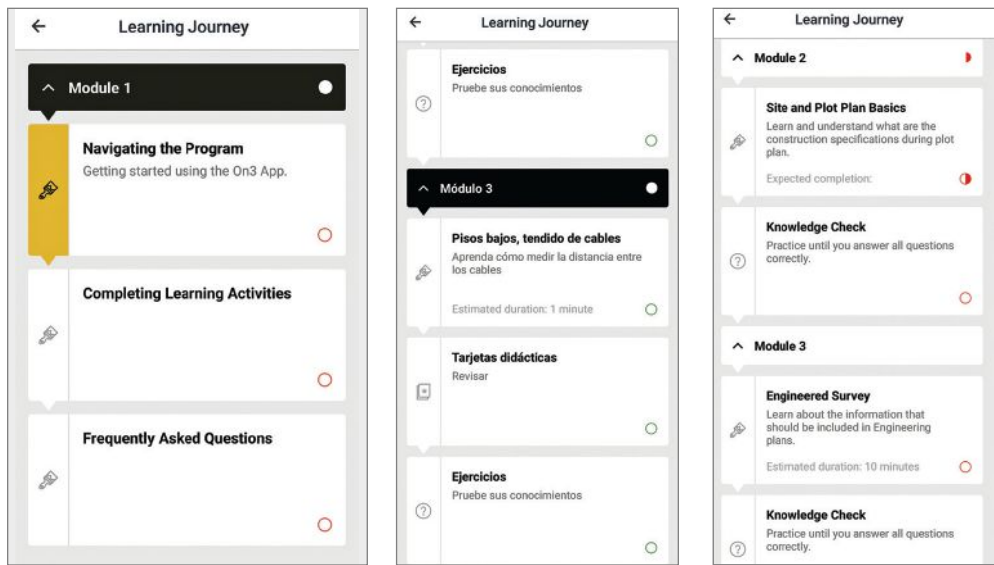 Learning Journey
Module 1
Navigating the Program
Getting started using the On3 App.
Completing Learning Activities
Frequently Asked Questions
Learning Journey
Ejercicios
Pruebe sus conocimientos
Módulo 3
Pisos bajos, tendido de cables
Aprenda cómo medir la distancia entre
los cables
Estimated duration: 1 minute
Tarjetas didácticas
Revisar
Ejercicios
Pruebe sus conocimientos
Learning Journey
Module 2
Site and Plot Plan Basics
Learn and understand what are the
construction specifications during plot
plan.
Expected completion:
Knowledge Check
Practice until you answer all questions
correctly.
Module 3
Engineered Survey
Learn about the information that
should be included in Engineering
plans.
Estimated duration: 10 minutes
Knowledge Check
Practice until you answer all questions
correctly.